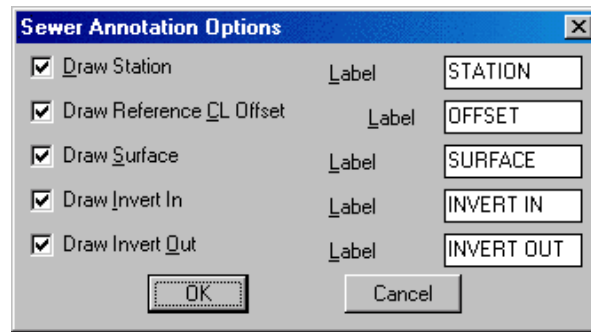 Sewer Annotation Options
Draw Station Label STATION
Draw Reference CL Offset Label OFFSET
Draw Surface Label SURFACE
Draw Invert In Label INVERT IN
Draw Invert Out Label INVERT OUT
OK Cancel